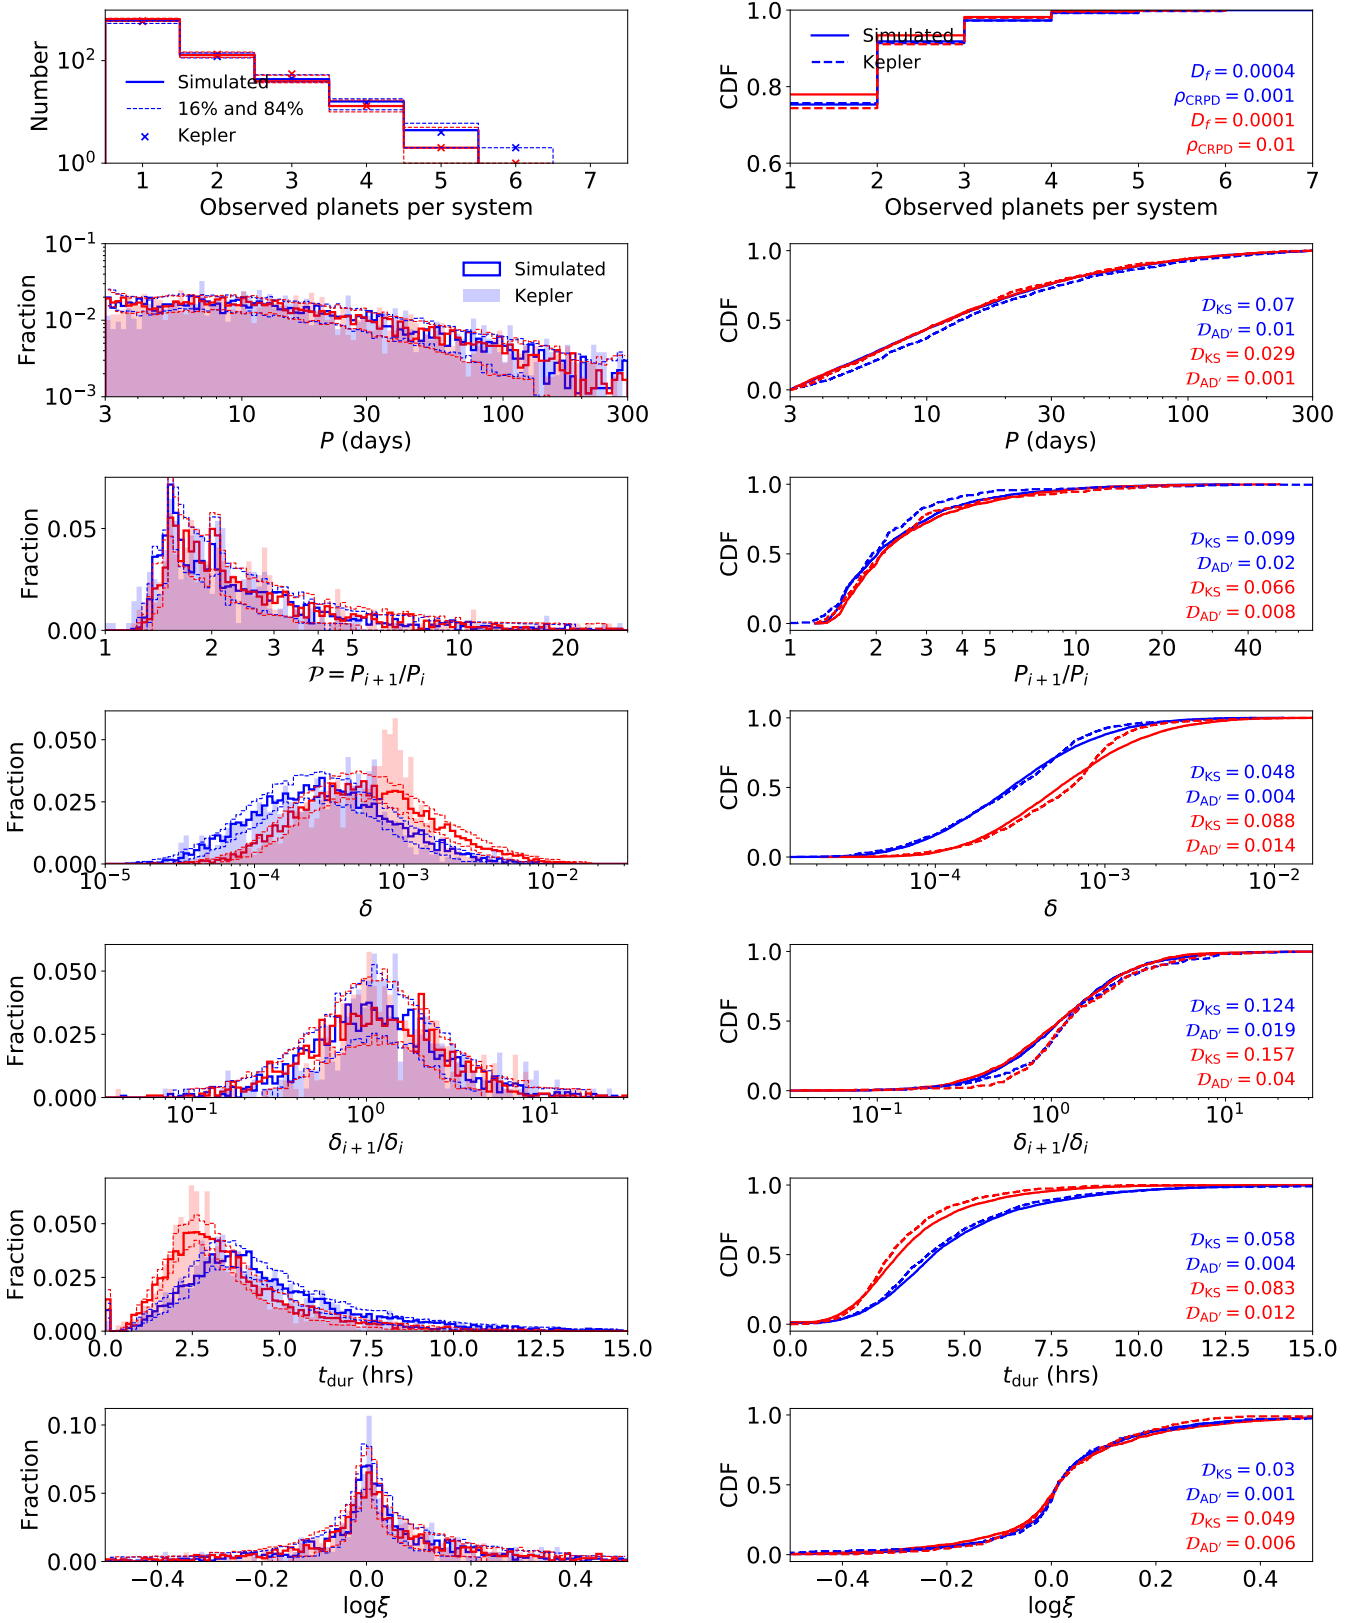 Number
10²
10⁰
Simulated
16% and 84%
Kepler
1 2 3 4 5 6 7
Observed planets per system
CDF
1.0
0.8
0.6
Simulated
Kepler
D_f = 0.0004
ρ_CRPD = 0.001
D_f = 0.0001
ρ_CRPD = 0.01
1 2 3 4 5 6 7
Observed planets per system
Fraction
10⁻¹
10⁻²
10⁻³
Simulated
Kepler
3 10 30 100 300
P (days)
CDF
1.0
0.5
0.0
𝒟_KS = 0.07
𝒟_AD′ = 0.01
𝒟_KS = 0.029
𝒟_AD′ = 0.001
3 10 30 100 300
P (days)
Fraction
0.05
0.00
1 2 3 4 5 10 20
𝒫 = P_{i+1}/P_i
CDF
1.0
0.5
0.0
𝒟_KS = 0.099
𝒟_AD′ = 0.02
𝒟_KS = 0.066
𝒟_AD′ = 0.008
1 2 3 4 5 10 20 40
P_{i+1}/P_i
Fraction
0.050
0.025
0.000
10⁻⁵ 10⁻⁴ 10⁻³ 10⁻²
δ
CDF
1.0
0.5
0.0
𝒟_KS = 0.048
𝒟_AD′ = 0.004
𝒟_KS = 0.088
𝒟_AD′ = 0.014
10⁻⁴ 10⁻³ 10⁻²
δ
Fraction
0.050
0.025
0.000
10⁻¹ 10⁰ 10¹
δ_{i+1}/δ_i
CDF
1.0
0.5
0.0
𝒟_KS = 0.124
𝒟_AD′ = 0.019
𝒟_KS = 0.157
𝒟_AD′ = 0.04
10⁻¹ 10⁰ 10¹
δ_{i+1}/δ_i
Fraction
0.050
0.025
0.000
0.0 2.5 5.0 7.5 10.0 12.5 15.0
t_dur (hrs)
CDF
1.0
0.5
0.0
𝒟_KS = 0.058
𝒟_AD′ = 0.004
𝒟_KS = 0.083
𝒟_AD′ = 0.012
0.0 2.5 5.0 7.5 10.0 12.5 15.0
t_dur (hrs)
Fraction
0.10
0.05
0.00
−0.4 −0.2 0.0 0.2 0.4
logξ
CDF
1.0
0.5
0.0
𝒟_KS = 0.03
𝒟_AD′ = 0.001
𝒟_KS = 0.049
𝒟_AD′ = 0.006
−0.4 −0.2 0.0 0.2 0.4
logξ